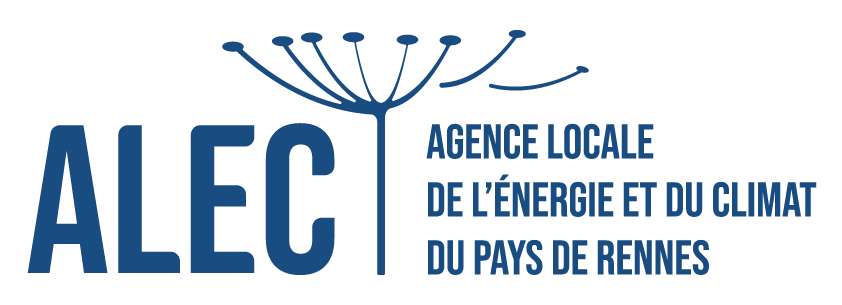 ALEC
AGENCE LOCALE
DE L’ÉNERGIE ET DU CLIMAT
DU PAYS DE RENNES